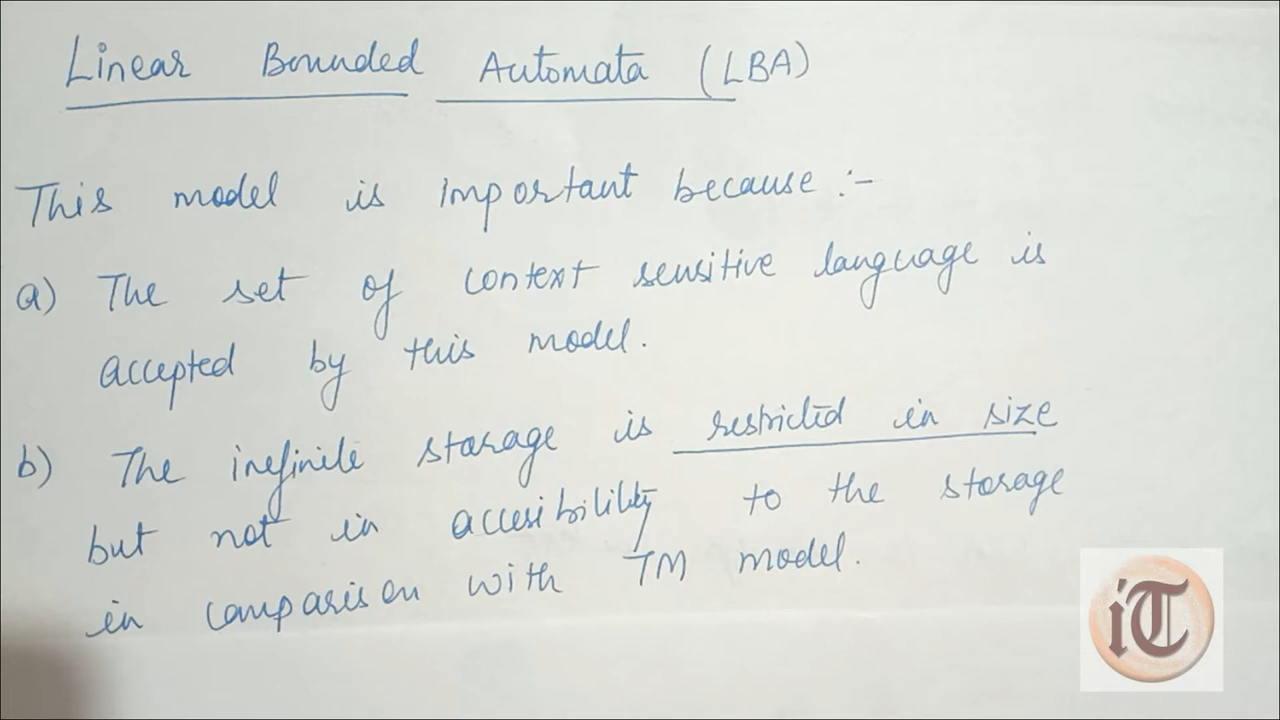 Linear Bounded Automata (LBA)
This model is important because :-
a) The set of context sensitive language is
accepted by this model.
b) The inefinite storage is restricted in size
but not in accesibility to the storage
in comparison with TM model.
iT